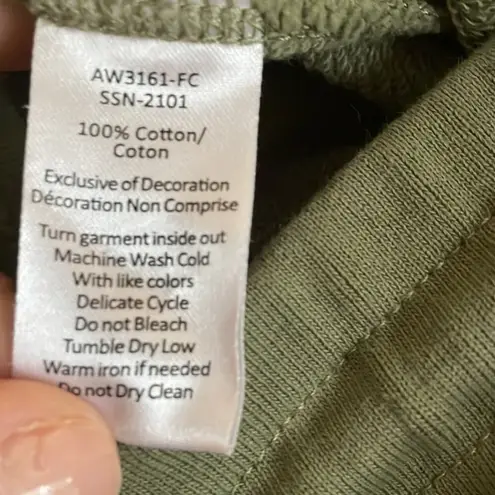 AW3161-FC
SSN-2101
100% Cotton/
Coton
Exclusive of Decoration
Décoration Non Comprise
Turn garment inside out
Machine Wash Cold
With like colors
Delicate Cycle
Do not Bleach
Tumble Dry Low
Warm iron if needed
Do not Dry Clean